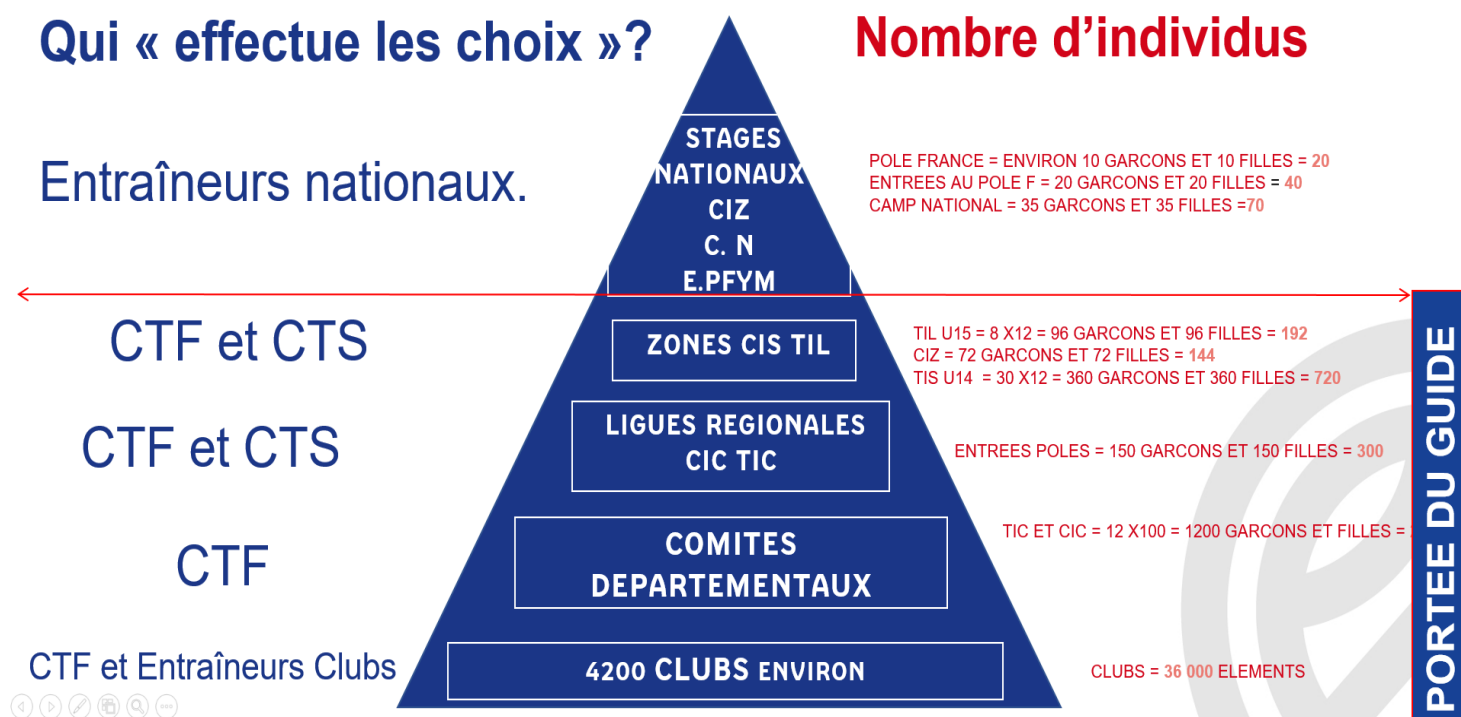 Qui « effectue les choix »?
Nombre d’individus
STAGES
NATIONAUX
CIZ
C. N
E.PFYM
Entraîneurs nationaux.
POLE FRANCE = ENVIRON 10 GARCONS ET 10 FILLES = 20
ENTREES AU POLE F = 20 GARCONS ET 20 FILLES = 40
CAMP NATIONAL = 35 GARCONS ET 35 FILLES =70
CTF et CTS
ZONES CIS TIL
TIL U15 = 8 X12 = 96 GARCONS ET 96 FILLES = 192
CIZ = 72 GARCONS ET 72 FILLES = 144
TIS U14 = 30 X12 = 360 GARCONS ET 360 FILLES = 720
CTF et CTS
LIGUES REGIONALES
CIC TIC
ENTREES POLES = 150 GARCONS ET 150 FILLES = 300
CTF
COMITES
DEPARTEMENTAUX
TIC ET CIC = 12 X100 = 1200 GARCONS ET FILLES =
CTF et Entraîneurs Clubs
4200 CLUBS ENVIRON
CLUBS = 36 000 ELEMENTS
PORTEE DU GUIDE